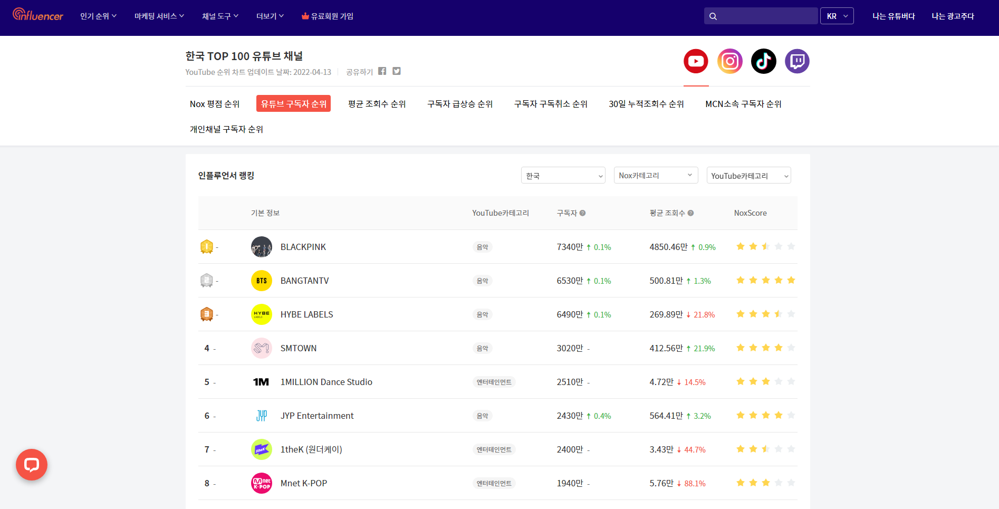 influencer 인기 순위 마케팅 서비스 채널 도구 더보기 유료회원 가입 KR 나는 유튜버다 나는 광고주다
한국 TOP 100 유튜브 채널
YouTube 순위 차트 업데이트 날짜: 2022-04-13 공유하기
Nox 평점 순위 유튜브 구독자 순위 평균 조회수 순위 구독자 급상승 순위 구독자 구독취소 순위 30일 누적조회수 순위 MCN소속 구독자 순위
개인채널 구독자 순위
인플루언서 랭킹 한국 Nox카테고리 YouTube카테고리
기본 정보 YouTube카테고리 구독자 ? 평균 조회수 ? NoxScore
1 - BLACKPINK 음악 7340만 ↑ 0.1% 4850.46만 ↑ 0.9%
2 - BTS BANGTANTV 음악 6530만 ↑ 0.1% 500.81만 ↑ 1.3%
3 - HYBE LABELS HYBE LABELS 음악 6490만 ↑ 0.1% 269.89만 ↓ 21.8%
4 - SM! SMTOWN 음악 3020만 - 412.56만 ↑ 21.9%
5 - 1M 1MILLION Dance Studio 엔터테인먼트 2510만 - 4.72만 ↓ 14.5%
6 - JYP JYP Entertainment 음악 2430만 ↑ 0.4% 564.41만 ↑ 3.2%
7 - 1theK 1theK (원더케이) 엔터테인먼트 2400만 - 3.43만 ↓ 44.7%
8 - Mnet K-POP Mnet K-POP 엔터테인먼트 1940만 - 5.76만 ↓ 88.1%